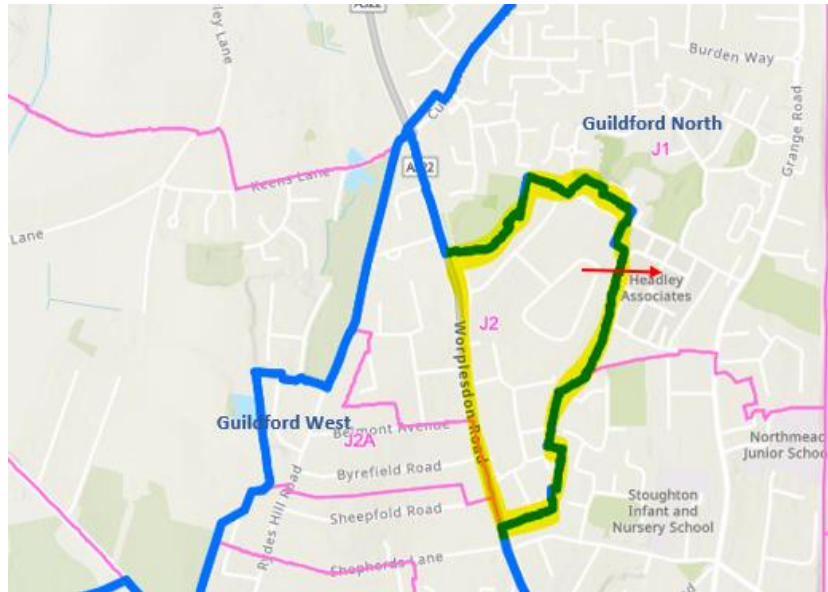 A322
ley Lane
Burden Way
Guildford North
J1
Grange Road
A322
Keens Lane
Lane
Headley
Associates
J2
Worplesdon Road
Guildford West
Belmont Avenue
J2A
Northmead
Junior School
Byrefield Road
Rydes Hill Road
Sheepfold Road
Stoughton
Infant and
Nursery School
Shophords Lane